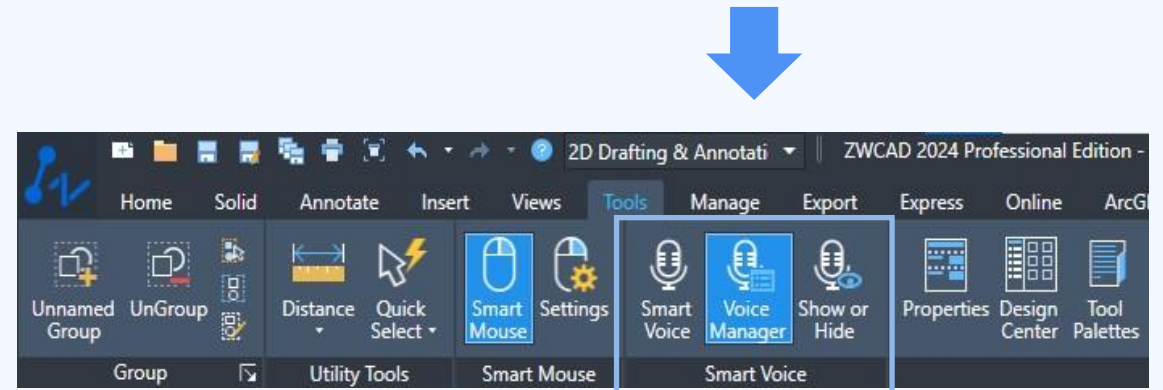 2D Drafting & Annotati
ZWCAD 2024 Professional Edition -
Home Solid Annotate Insert Views Tools Manage Export Express Online ArcGI
Unnamed Group
UnGroup
Distance
Quick Select
Smart Mouse
Settings
Smart Voice
Voice Manager
Show or Hide
Properties
Design Center
Tool Palettes
Group Utility Tools Smart Mouse Smart Voice